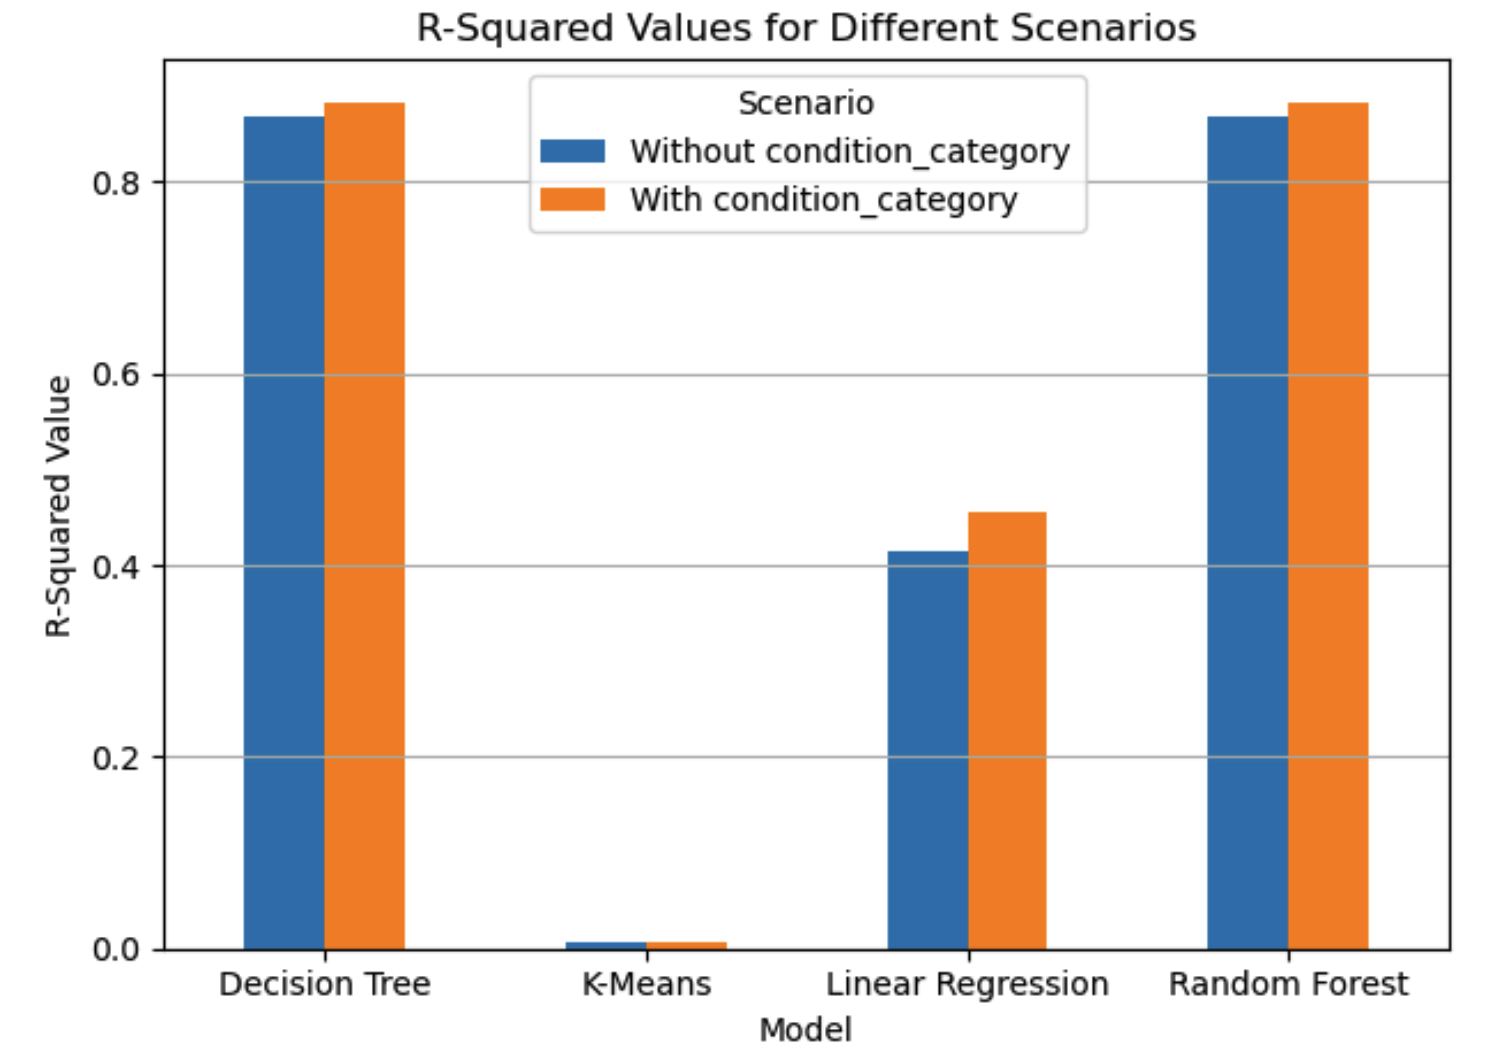 R-Squared Values for Different Scenarios
Scenario
Without condition_category
With condition_category
R-Squared Value
0.8
0.6
0.4
0.2
0.0
Decision Tree
K-Means
Linear Regression
Random Forest
Model